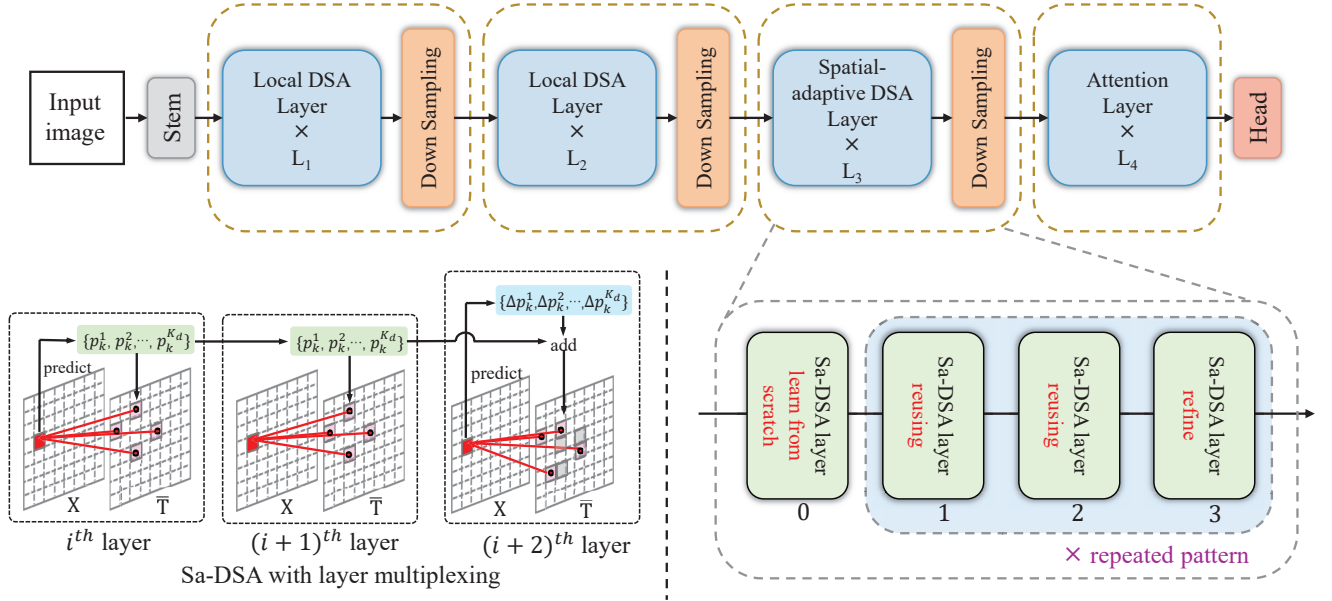 Input
image
Stem
Local DSA
Layer
×
L₁
Down Sampling
Local DSA
Layer
×
L₂
Down Sampling
Spatial-
adaptive DSA
Layer
×
L₃
Down Sampling
Attention
Layer
×
L₄
Head
{p_k^1, p_k^2,⋯, p_k^{K_d}}
predict
X
T̅
i^{th} layer
{p_k^1, p_k^2,⋯, p_k^{K_d}}
X
T̅
(i + 1)^{th} layer
{Δp_k^1,Δp_k^2,⋯,Δp_k^{K_d}}
add
predict
X
T̅
(i + 2)^{th} layer
Sa-DSA with layer multiplexing
Sa-DSA layer
learn from
scratch
0
Sa-DSA layer
reusing
1
Sa-DSA layer
reusing
2
Sa-DSA layer
refine
3
× repeated pattern